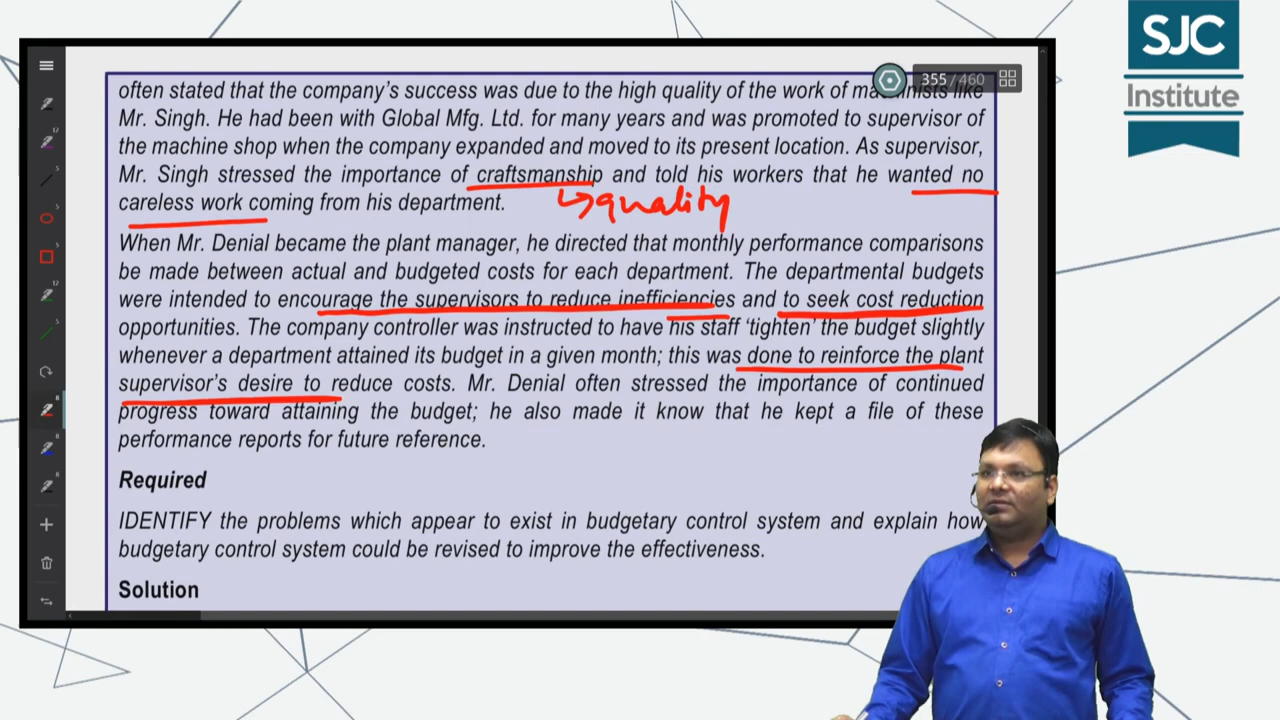 SJC
Institute
355 / 460
often stated that the company's success was due to the high quality of the work of machinists like
Mr. Singh. He had been with Global Mfg. Ltd. for many years and was promoted to supervisor of
the machine shop when the company expanded and moved to its present location. As supervisor,
Mr. Singh stressed the importance of craftsmanship and told his workers that he wanted no
careless work coming from his department.
↳quality
When Mr. Denial became the plant manager, he directed that monthly performance comparisons
be made between actual and budgeted costs for each department. The departmental budgets
were intended to encourage the supervisors to reduce inefficiencies and to seek cost reduction
opportunities. The company controller was instructed to have his staff 'tighten' the budget slightly
whenever a department attained its budget in a given month; this was done to reinforce the plant
supervisor's desire to reduce costs. Mr. Denial often stressed the importance of continued
progress toward attaining the budget; he also made it know that he kept a file of these
performance reports for future reference.
Required
IDENTIFY the problems which appear to exist in budgetary control system and explain how
budgetary control system could be revised to improve the effectiveness.
Solution